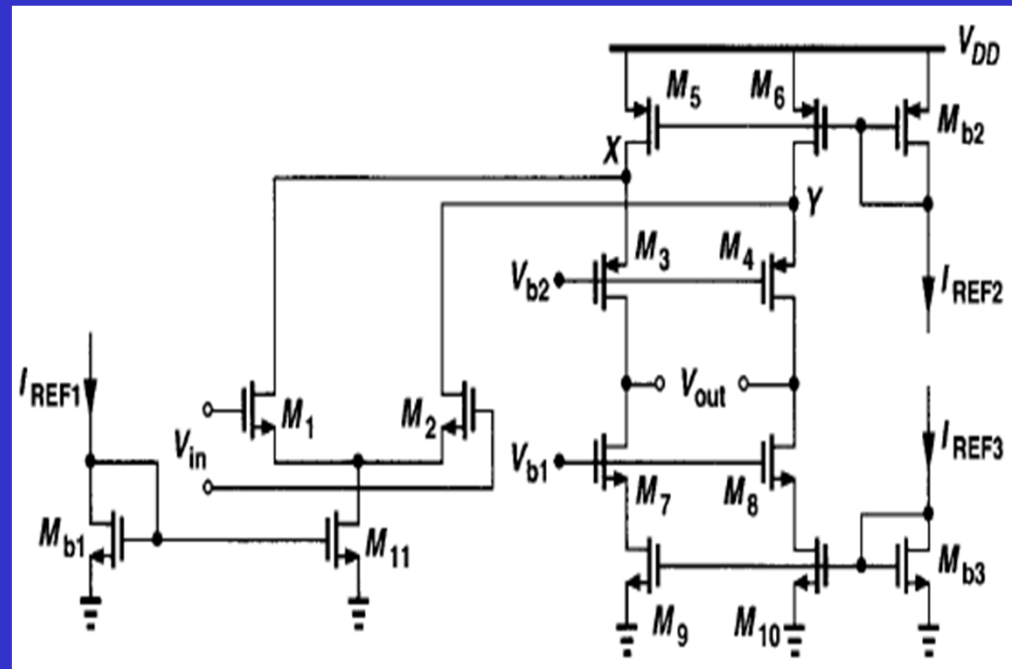 V_DD
M_5
M_6
M_b2
X
Y
M_3
M_4
V_b2
I_REF2
I_REF1
M_1
M_2
V_out
V_in
V_b1
I_REF3
M_7
M_8
M_b1
M_11
M_b3
M_9
M_10